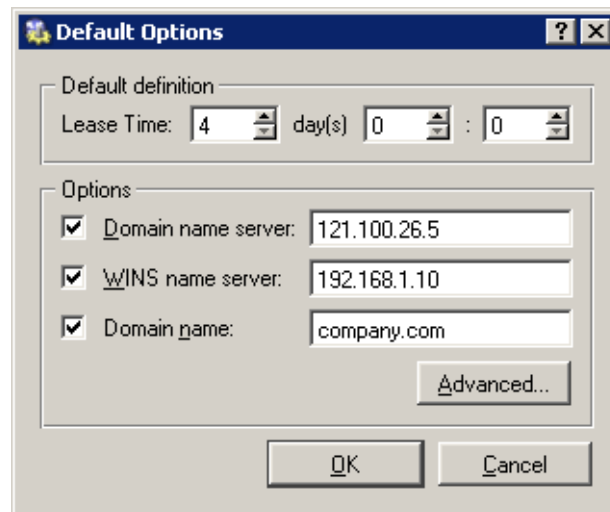 Default Options
Default definition
Lease Time: 4 day(s) 0 : 0
Options
Domain name server: 121.100.26.5
WINS name server: 192.168.1.10
Domain name: company.com
Advanced...
OK Cancel